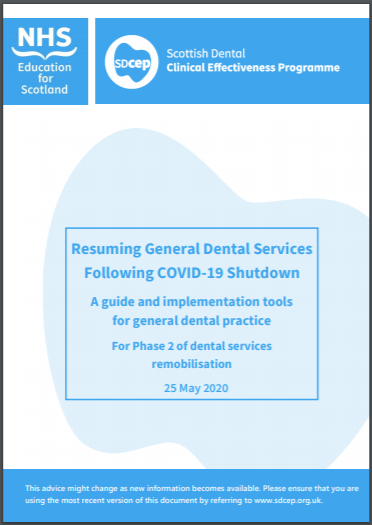 NHS
Education
for
Scotland
SDcep
Scottish Dental
Clinical Effectiveness Programme
Resuming General Dental Services
Following COVID-19 Shutdown
A guide and implementation tools
for general dental practice
For Phase 2 of dental services
remobilisation
25 May 2020
This advice might change as new information becomes available. Please ensure that you are
using the most recent version of this document by referring to www.sdcep.org.uk.